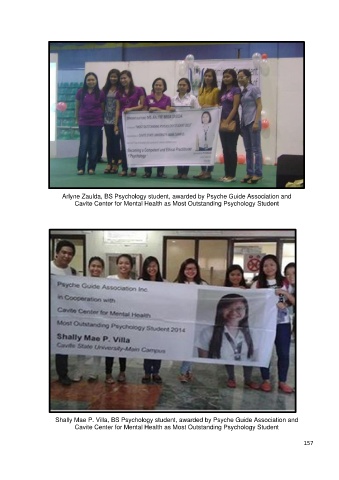 Arlyne Zaulda, BS Psychology student, awarded by Psyche Guide Association and
Cavite Center for Mental Health as Most Outstanding Psychology Student
Psyche Guide Association Inc.
in Cooperation with
Cavite Center for Mental Health
Most Outstanding Psychology Student 2014
Shally Mae P. Villa
Cavite State University-Main Campus
Shally Mae P. Villa, BS Psychology student, awarded by Psyche Guide Association and
Cavite Center for Mental Health as Most Outstanding Psychology Student
157